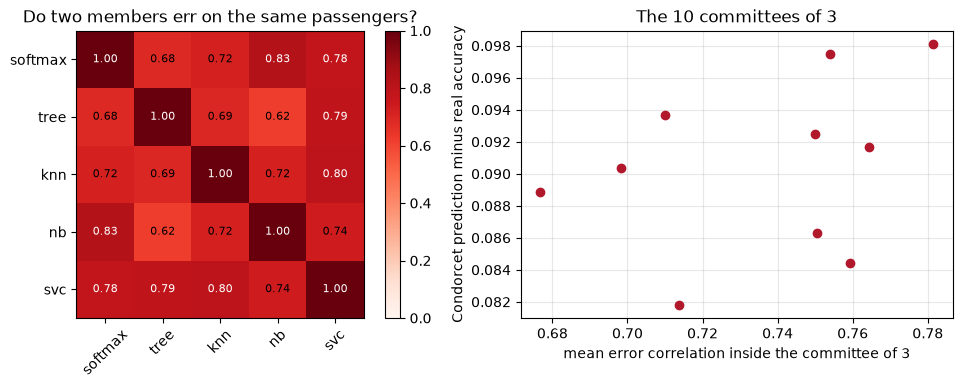 Do two members err on the same passengers?
softmax 1.00 0.68 0.72 0.83 0.78
tree 0.68 1.00 0.69 0.62 0.79
knn 0.72 0.69 1.00 0.72 0.80
nb 0.83 0.62 0.72 1.00 0.74
svc 0.78 0.79 0.80 0.74 1.00
softmax tree knn nb svc
1.0
0.8
0.6
0.4
0.2
0.0
The 10 committees of 3
Condorcet prediction minus real accuracy
0.098
0.096
0.094
0.092
0.090
0.088
0.086
0.084
0.082
0.68 0.70 0.72 0.74 0.76 0.78
mean error correlation inside the committee of 3